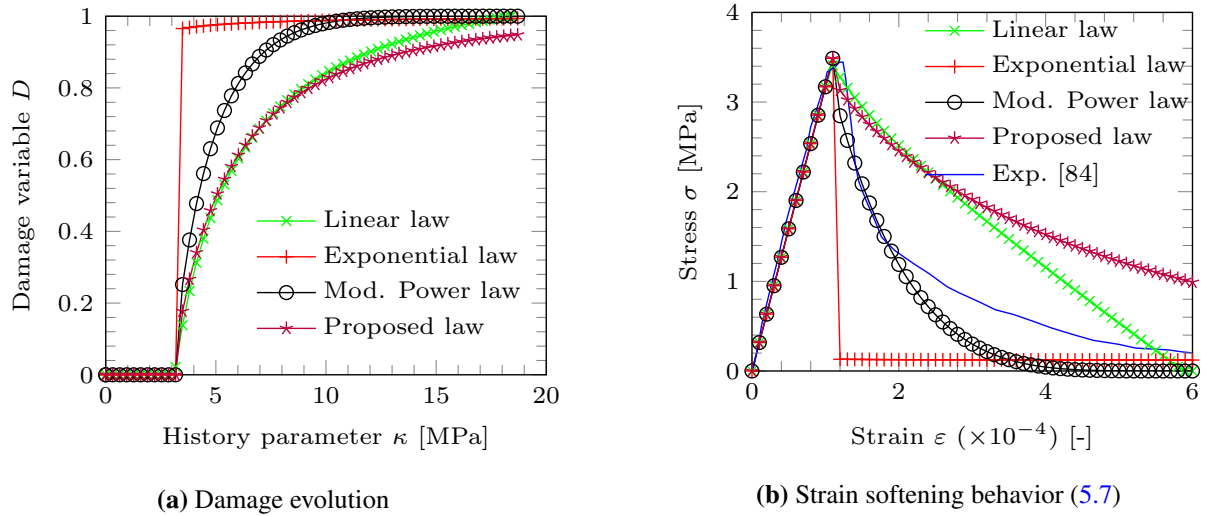 1
0.8
0.6
0.4
0.2
0
0
5
10
15
20
Damage variable D
History parameter κ [MPa]
Linear law
Exponential law
Mod. Power law
Proposed law
(a) Damage evolution
4
3
2
1
0
0
2
4
6
Stress σ [MPa]
Strain ε (×10⁻⁴) [-]
Linear law
Exponential law
Mod. Power law
Proposed law
Exp. [84]
(b) Strain softening behavior (5.7)